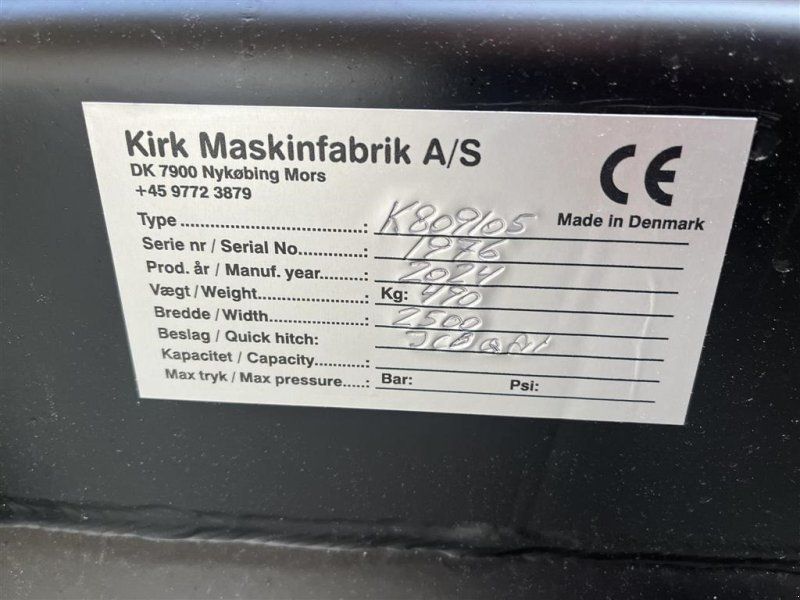 Kirk Maskinfabrik A/S
DK 7900 Nykøbing Mors
+45 9772 3879
CE
Made in Denmark
Type....................................: K809105
Serie nr / Serial No.............: 1976
Prod. år / Manuf. year........: 2024
Vægt / Weight.....................: Kg: 490
Bredde / Width....................: 2500
Beslag / Quick hitch: JCB
Kapacitet / Capacity............:
Max tryk / Max pressure.....: Bar: Psi: